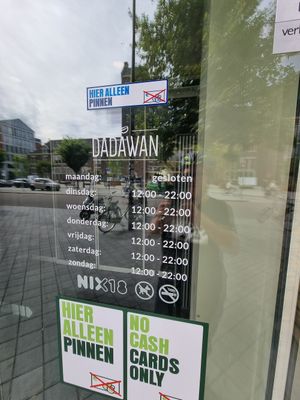 HIER ALLEEN
PINNEN
DADAWAN
maandag: gesloten
dinsdag: 12:00 - 22:00
woensdag: 12:00 - 22:00
donderdag: 12:00 - 22:00
vrijdag: 12:00 - 22:00
zaterdag: 12:00 - 22:00
zondag: 12:00 - 22:00
NIX18
HIER
ALLEEN
PINNEN
NO
CASH
CARDS
ONLY